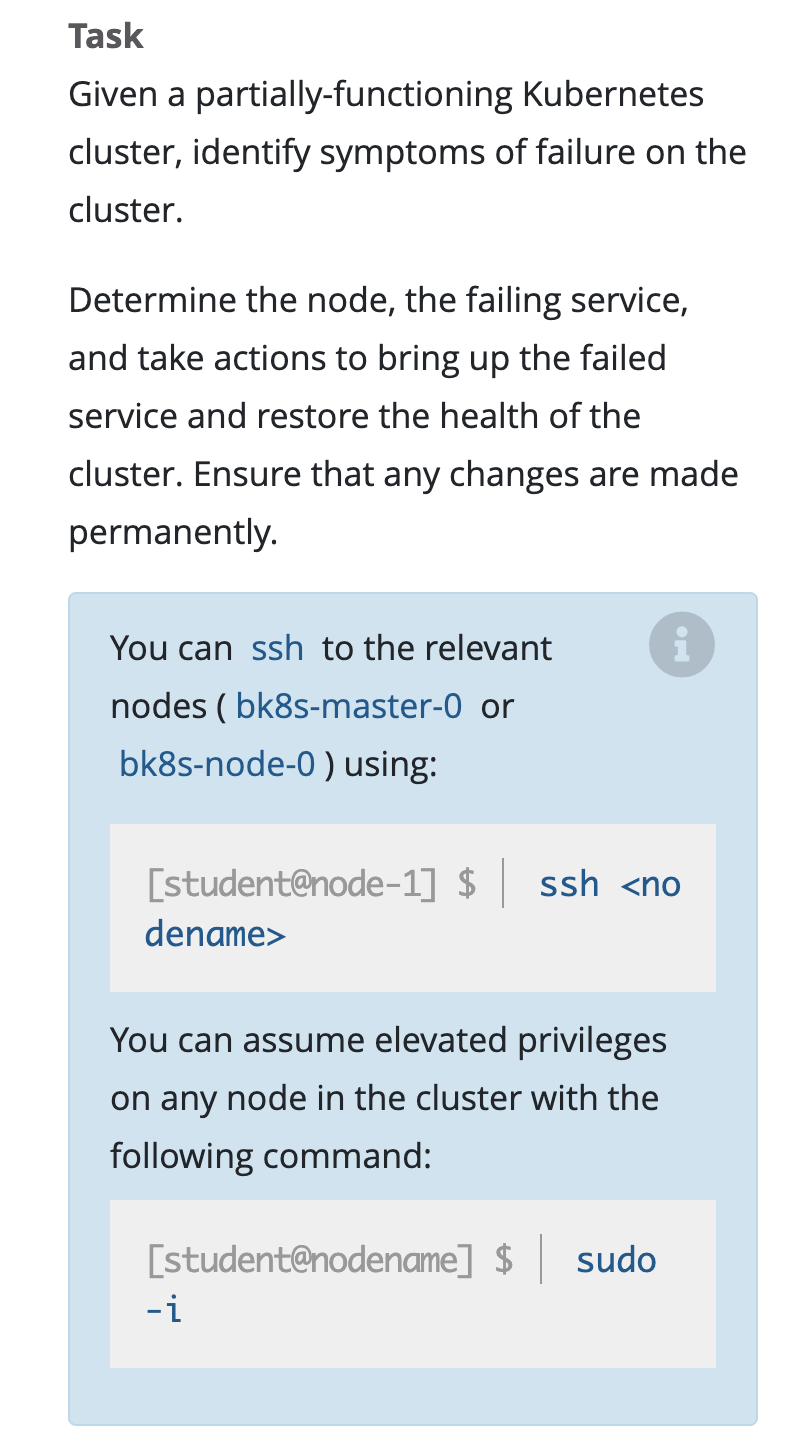 Task
Given a partially-functioning Kubernetes
cluster, identify symptoms of failure on the
cluster.
Determine the node, the failing service,
and take actions to bring up the failed
service and restore the health of the
cluster. Ensure that any changes are made
permanently.
You can ssh to the relevant
nodes ( bk8s-master-0 or
bk8s-node-0 ) using:
[student@node-1] $ | ssh <no
dename>
You can assume elevated privileges
on any node in the cluster with the
following command:
[student@nodename] $ | sudo
-i